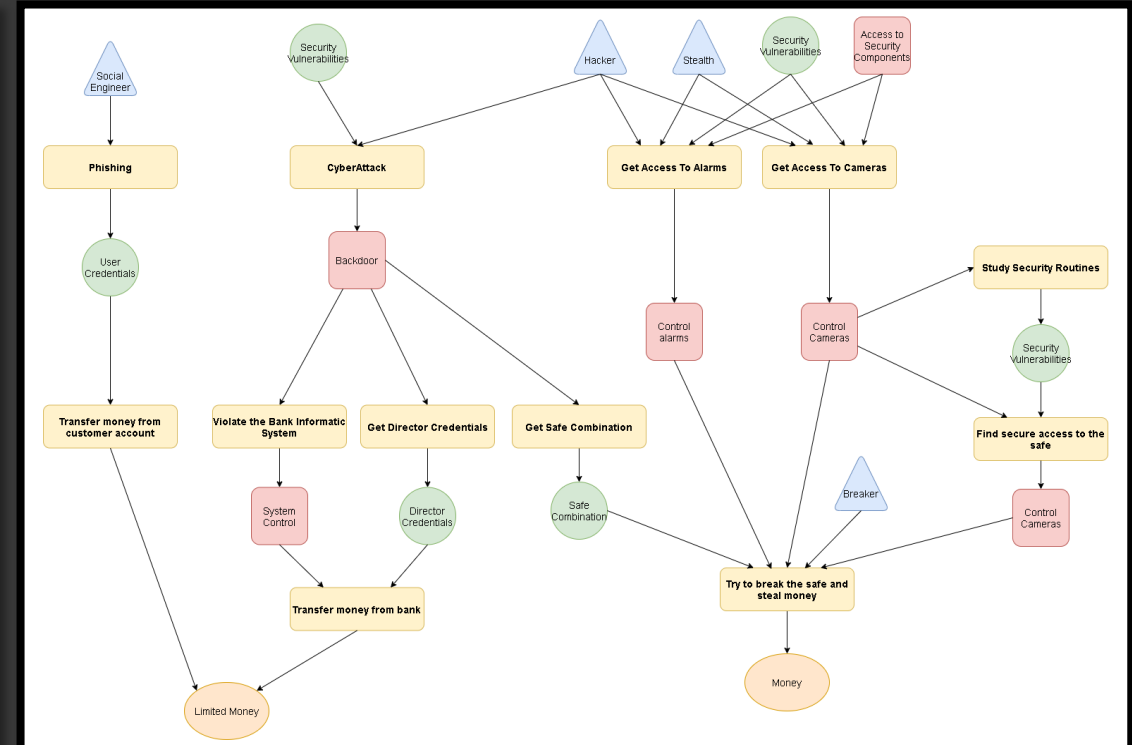 Social
Engineer
Security
Vulnerabilities
Hacker
Stealth
Security
Vulnerabilities
Access to
Security
Components
Phishing
CyberAttack
Get Access To Alarms
Get Access To Cameras
User
Credentials
Backdoor
Study Security Routines
Control
alarms
Control
Cameras
Security
Vulnerabilities
Transfer money from
customer account
Violate the Bank Informatic
System
Get Director Credentials
Get Safe Combination
Find secure access to the
safe
System
Control
Director
Credentials
Safe
Combination
Breaker
Control
Cameras
Transfer money from bank
Try to break the safe and
steal money
Limited Money
Money